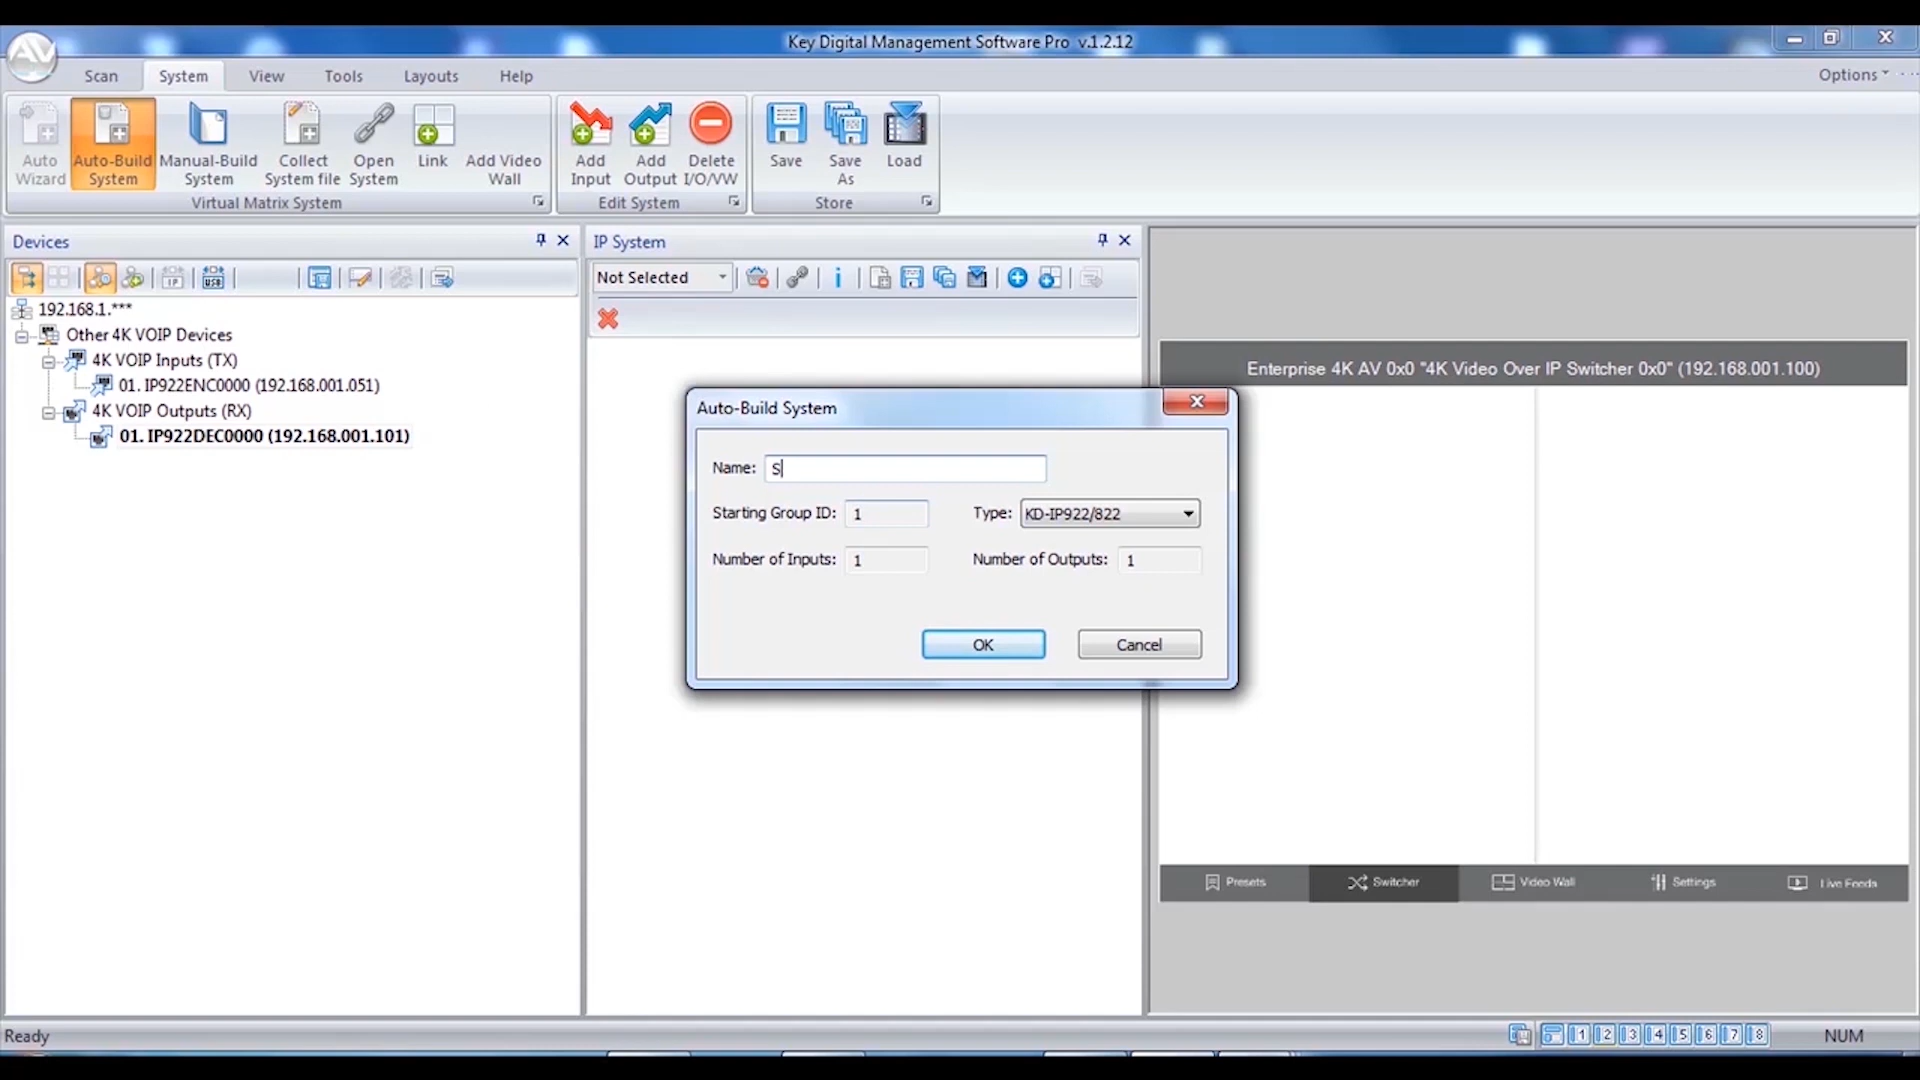 AV
Key Digital Management Software Pro v.1.2.12
Scan System View Tools Layouts Help Options
Auto Wizard
Auto-Build System
Manual-Build System
Collect System file
Open System
Link
Add Video Wall
Add Input
Add Output
Delete I/O/VW
Save
Save As
Load
Virtual Matrix System Edit System Store
Devices
IP
USB
192.168.1.***
Other 4K VOIP Devices
4K VOIP Inputs (TX)
01. IP922ENC0000 (192.168.001.051)
4K VOIP Outputs (RX)
01. IP922DEC0000 (192.168.001.101)
IP System
Not Selected
Auto-Build System
Name: S
Starting Group ID: 1 Type: KD-IP922/822
Number of Inputs: 1 Number of Outputs: 1
OK Cancel
Enterprise 4K AV 0x0 "4K Video Over IP Switcher 0x0" (192.168.001.100)
Presets Switcher Video Wall Settings Live Feeds
Ready 1 2 3 4 5 6 7 8 NUM